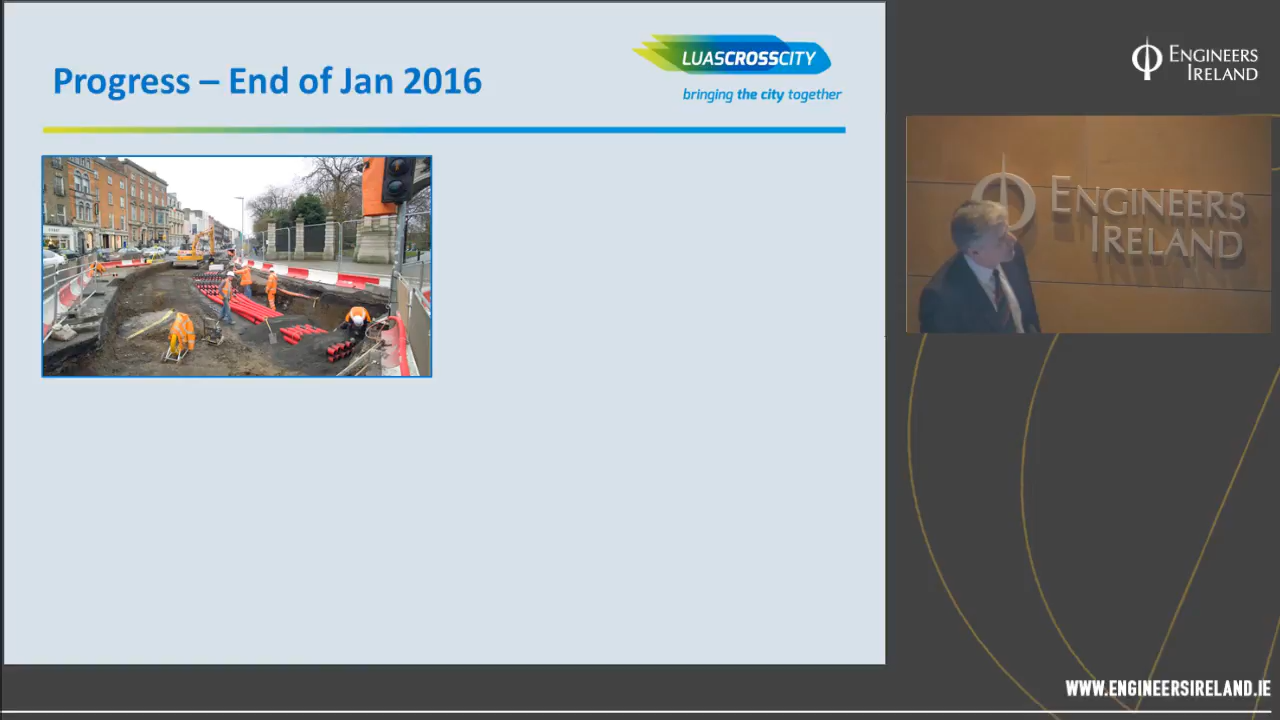 Progress – End of Jan 2016
LUASCROSSCITY
bringing the city together
ENGINEERS
IRELAND
ENGINEERS
IRELAND
WWW.ENGINEERSIRELAND.IE